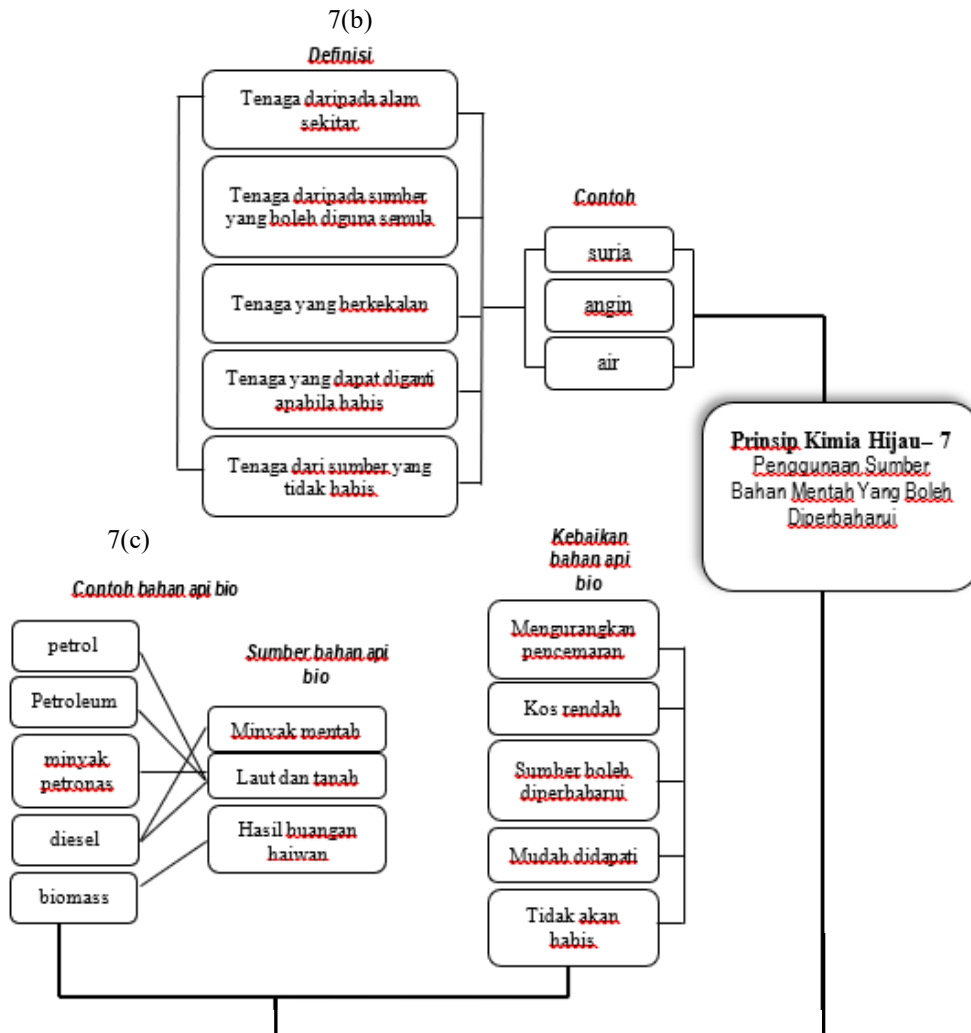 7(b)
Definisi
Tenaga daripada alam
sekitar
Tenaga daripada sumber
yang boleh diguna semula
Tenaga yang berkekalan
Tenaga yang dapat diganti
apabila habis
Tenaga dari sumber yang
tidak habis
Contoh
suria
angin
air
Prinsip Kimia Hijau– 7
Penggunaan Sumber
Bahan Mentah Yang Boleh
Diperbaharui
7(c)
Contoh bahan api bio
petrol
Petroleum
minyak
petronas
diesel
biomass
Sumber bahan api
bio
Minyak mentah
Laut dan tanah
Hasil buangan
haiwan
Kebaikan
bahan api
bio
Mengurangkan
pencemaran
Kos rendah
Sumber boleh
diperbaharui
Mudah didapati
Tidak akan
habis